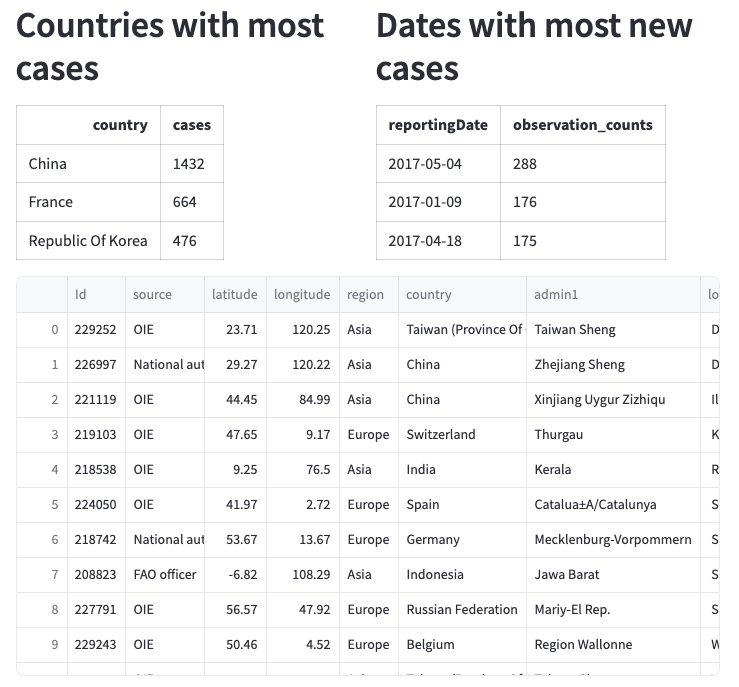 Countries with most
cases
country cases
China 1432
France 664
Republic Of Korea 476
Dates with most new
cases
reportingDate observation_counts
2017-05-04 288
2017-01-09 176
2017-04-18 175
Id source latitude longitude region country admin1 lo
0 229252 OIE 23.71 120.25 Asia Taiwan (Province Of Taiwan Sheng D
1 226997 National aut 29.27 120.22 Asia China Zhejiang Sheng D
2 221119 OIE 44.45 84.99 Asia China Xinjiang Uygur Zizhiqu Il
3 219103 OIE 47.65 9.17 Europe Switzerland Thurgau K
4 218538 OIE 9.25 76.5 Asia India Kerala R
5 224050 OIE 41.97 2.72 Europe Spain Catalua±A/Catalunya S
6 218742 National aut 53.67 13.67 Europe Germany Mecklenburg-Vorpommern S
7 208823 FAO officer -6.82 108.29 Asia Indonesia Jawa Barat S
8 227791 OIE 56.57 47.92 Europe Russian Federation Mariy-El Rep. S
9 229243 OIE 50.46 4.52 Europe Belgium Region Wallonne W